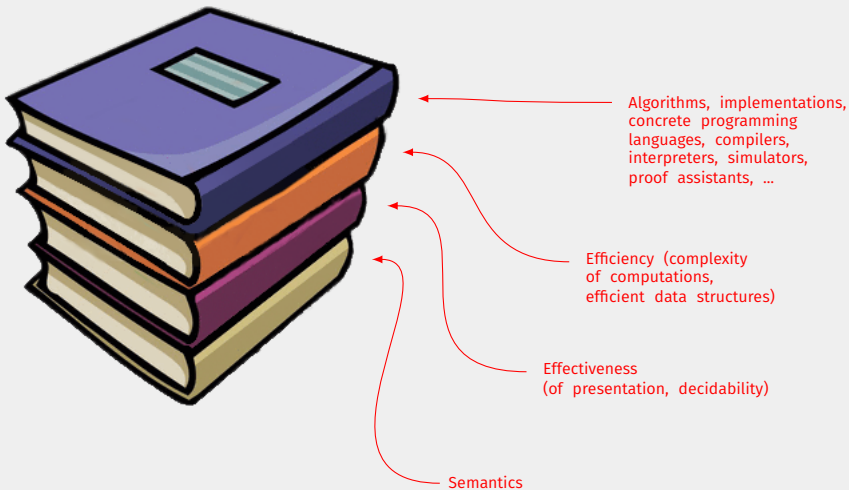 Algorithms, implementations,
concrete programming
languages, compilers,
interpreters, simulators,
proof assistants, ...
Efficiency (complexity
of computations,
efficient data structures)
Effectiveness
(of presentation, decidability)
Semantics